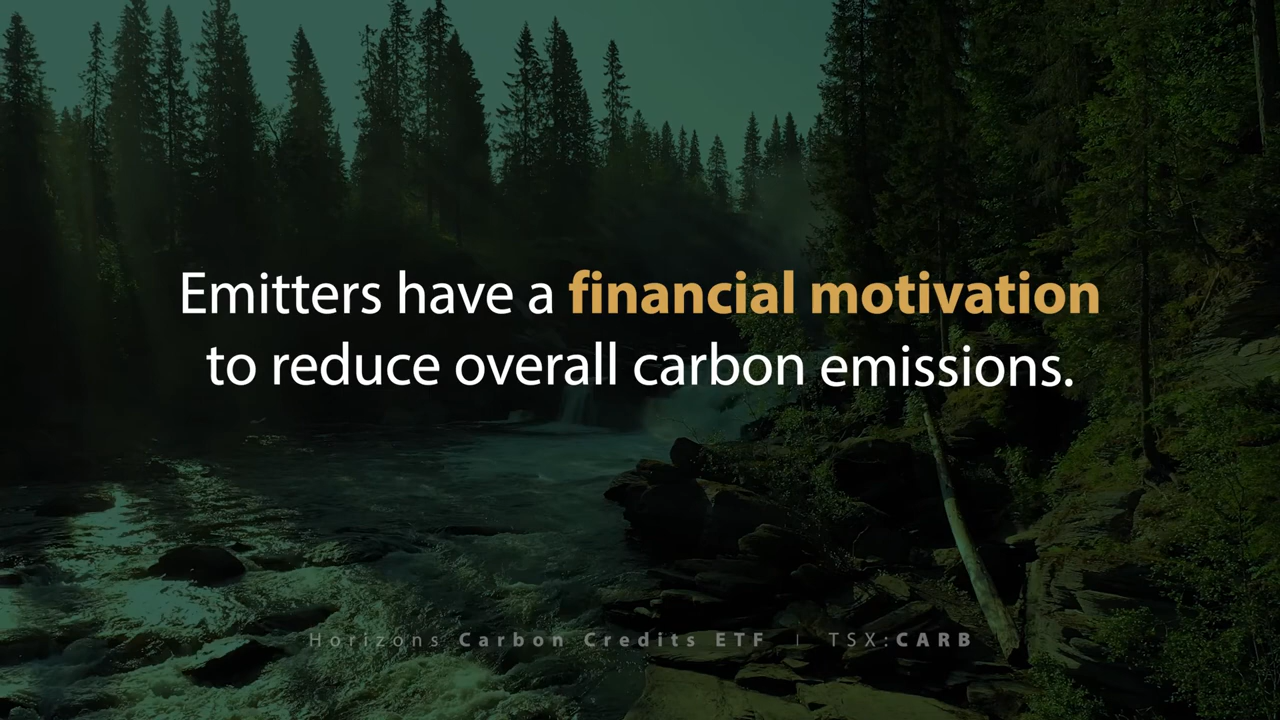 Emitters have a financial motivation
to reduce overall carbon emissions.
Horizons Carbon Credits ETF | TSX:CARB